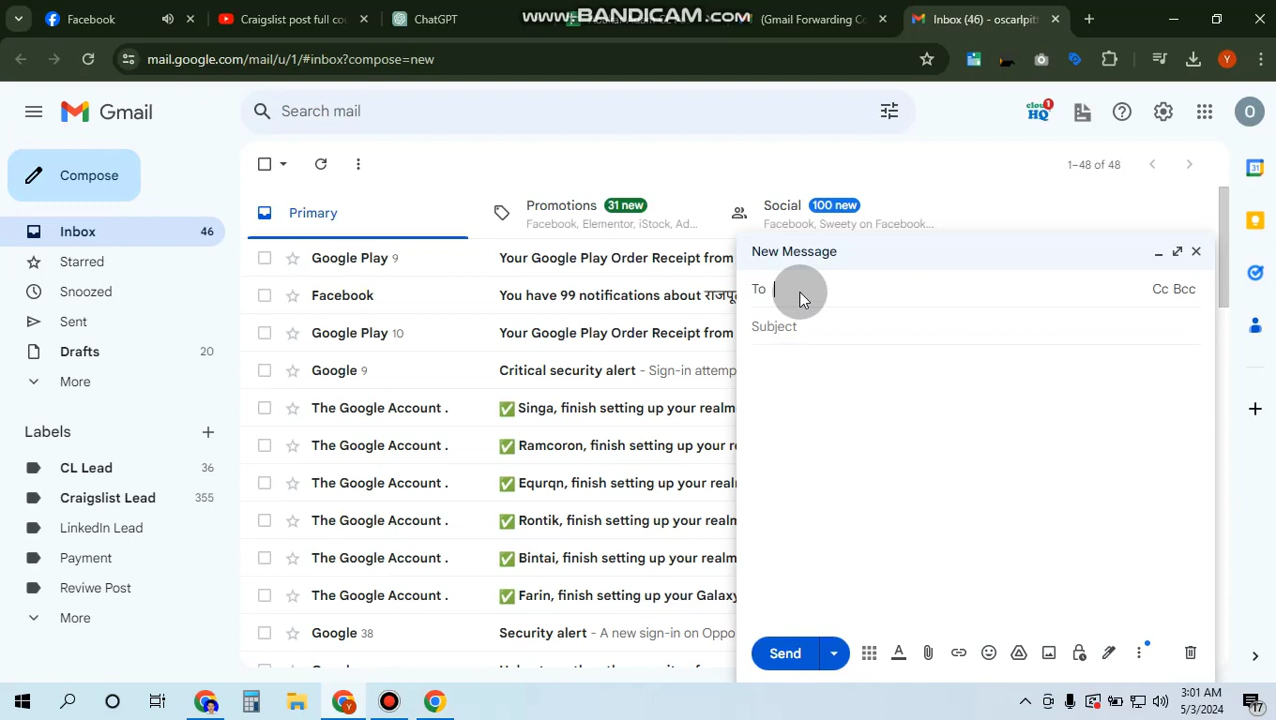 Facebook
Craigslist post full co
ChatGPT
www.BANDICAM.com
(Gmail Forwarding Co
Inbox (46) - oscarlpitt
mail.google.com/mail/u/1/#inbox?compose=new
Y
Gmail
Search mail
cloud HQ 1
O
Compose
1–48 of 48
31
Inbox 46
Primary
Promotions 31 new
Facebook, Elementor, iStock, Ad...
Social 100 new
Facebook, Sweety on Facebook...
Starred
Snoozed
Sent
Drafts 20
More
Labels
CL Lead 36
Craigslist Lead 355
LinkedIn Lead
Payment
Reviwe Post
More
Google Play 9 Your Google Play Order Receipt from
Facebook You have 99 notifications about राजपू
Google Play 10 Your Google Play Order Receipt from
Google 9 Critical security alert - Sign-in attemp
The Google Account . ✅ Singa, finish setting up your realm
The Google Account . ✅ Ramcoron, finish setting up your r
The Google Account . ✅ Equrqn, finish setting up your real
The Google Account . ✅ Rontik, finish setting up your realm
The Google Account . ✅ Bintai, finish setting up your realm
The Google Account . ✅ Farin, finish setting up your Galaxy
Google 38 Security alert - A new sign-in on Oppo
New Message
To
Cc Bcc
Subject
Send
3:01 AM
5/3/2024
17